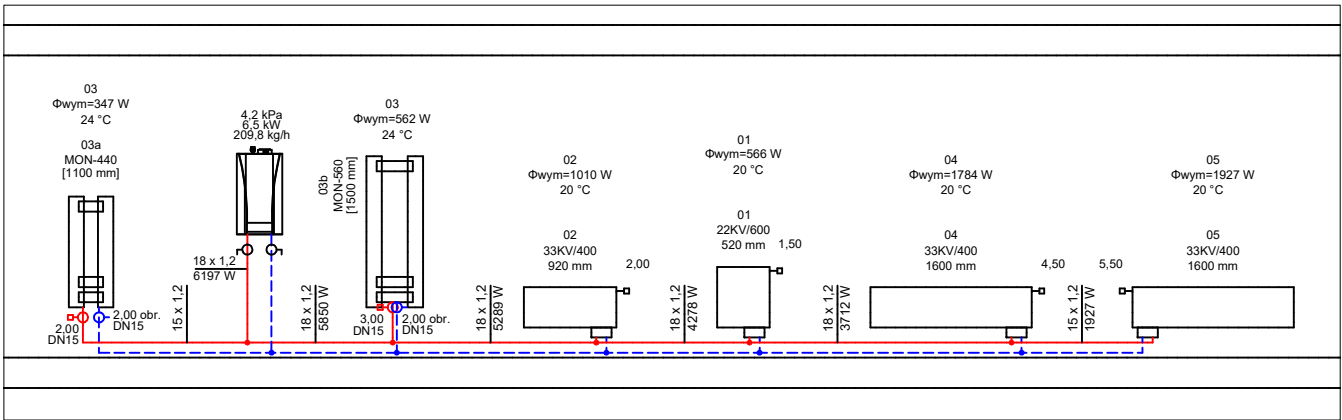 03
Φwym=347 W
24 °C
03a
MON-440
[1100 mm]
2,00
DN15
2,00 obr.
DN15
15 x 1,2
4,2 kPa
6,5 kW
209,8 kg/h
18 x 1,2
6197 W
18 x 1,2
5850 W
03
Φwym=562 W
24 °C
03b
MON-560
[1500 mm]
3,00
DN15
2,00 obr.
DN15
18 x 1,2
5289 W
02
Φwym=1010 W
20 °C
02
33KV/400
920 mm
2,00
18 x 1,2
4278 W
01
Φwym=566 W
20 °C
01
22KV/600
520 mm
1,50
18 x 1,2
3712 W
04
Φwym=1784 W
20 °C
04
33KV/400
1600 mm
4,50
15 x 1,2
1927 W
05
Φwym=1927 W
20 °C
05
33KV/400
1600 mm
5,50